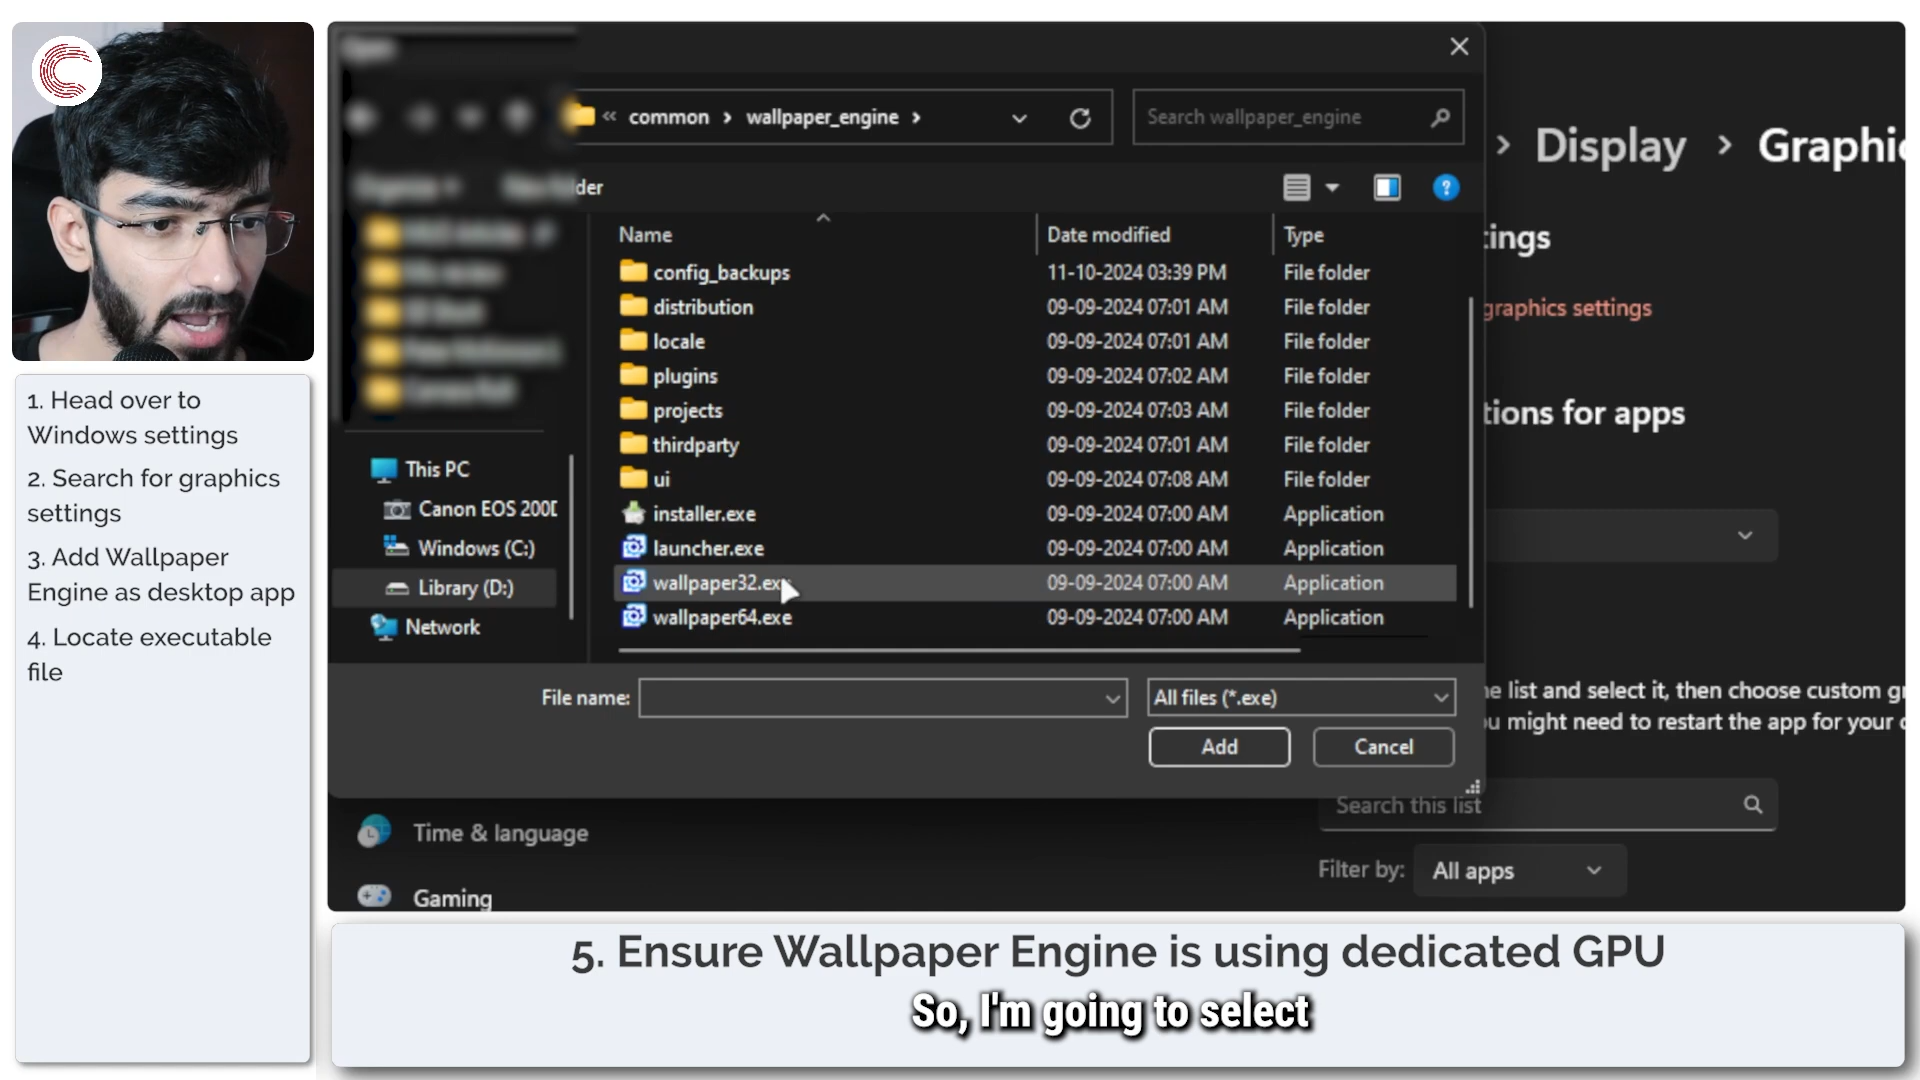 common › wallpaper_engine ›
Search wallpaper_engine
Display › Graphic
der
Name
Date modified
Type
config_backups 11-10-2024 03:39 PM File folder
distribution 09-09-2024 07:01 AM File folder
locale 09-09-2024 07:01 AM File folder
plugins 09-09-2024 07:02 AM File folder
projects 09-09-2024 07:03 AM File folder
thirdparty 09-09-2024 07:01 AM File folder
ui 09-09-2024 07:08 AM File folder
installer.exe 09-09-2024 07:00 AM Application
launcher.exe 09-09-2024 07:00 AM Application
wallpaper32.exe 09-09-2024 07:00 AM Application
wallpaper64.exe 09-09-2024 07:00 AM Application
This PC
Canon EOS 200D
Windows (C:)
Library (D:)
Network
File name:
All files (*.exe)
Add
Cancel
tings
graphics settings
tions for apps
he list and select it, then choose custom gr
ou might need to restart the app for your c
Search this list
Filter by: All apps
Time & language
Gaming
1. Head over to
Windows settings
2. Search for graphics
settings
3. Add Wallpaper
Engine as desktop app
4. Locate executable
file
5. Ensure Wallpaper Engine is using dedicated GPU
So, I'm going to select